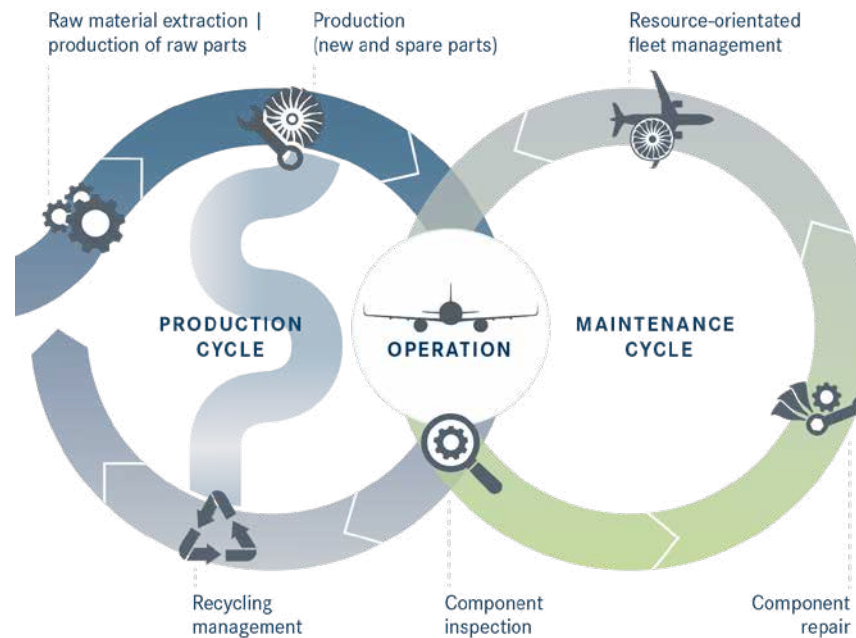 Raw material extraction |
production of raw parts
Production
(new and spare parts)
Resource-orientated
fleet management
PRODUCTION
CYCLE
OPERATION
MAINTENANCE
CYCLE
Recycling
management
Component
inspection
Component
repair